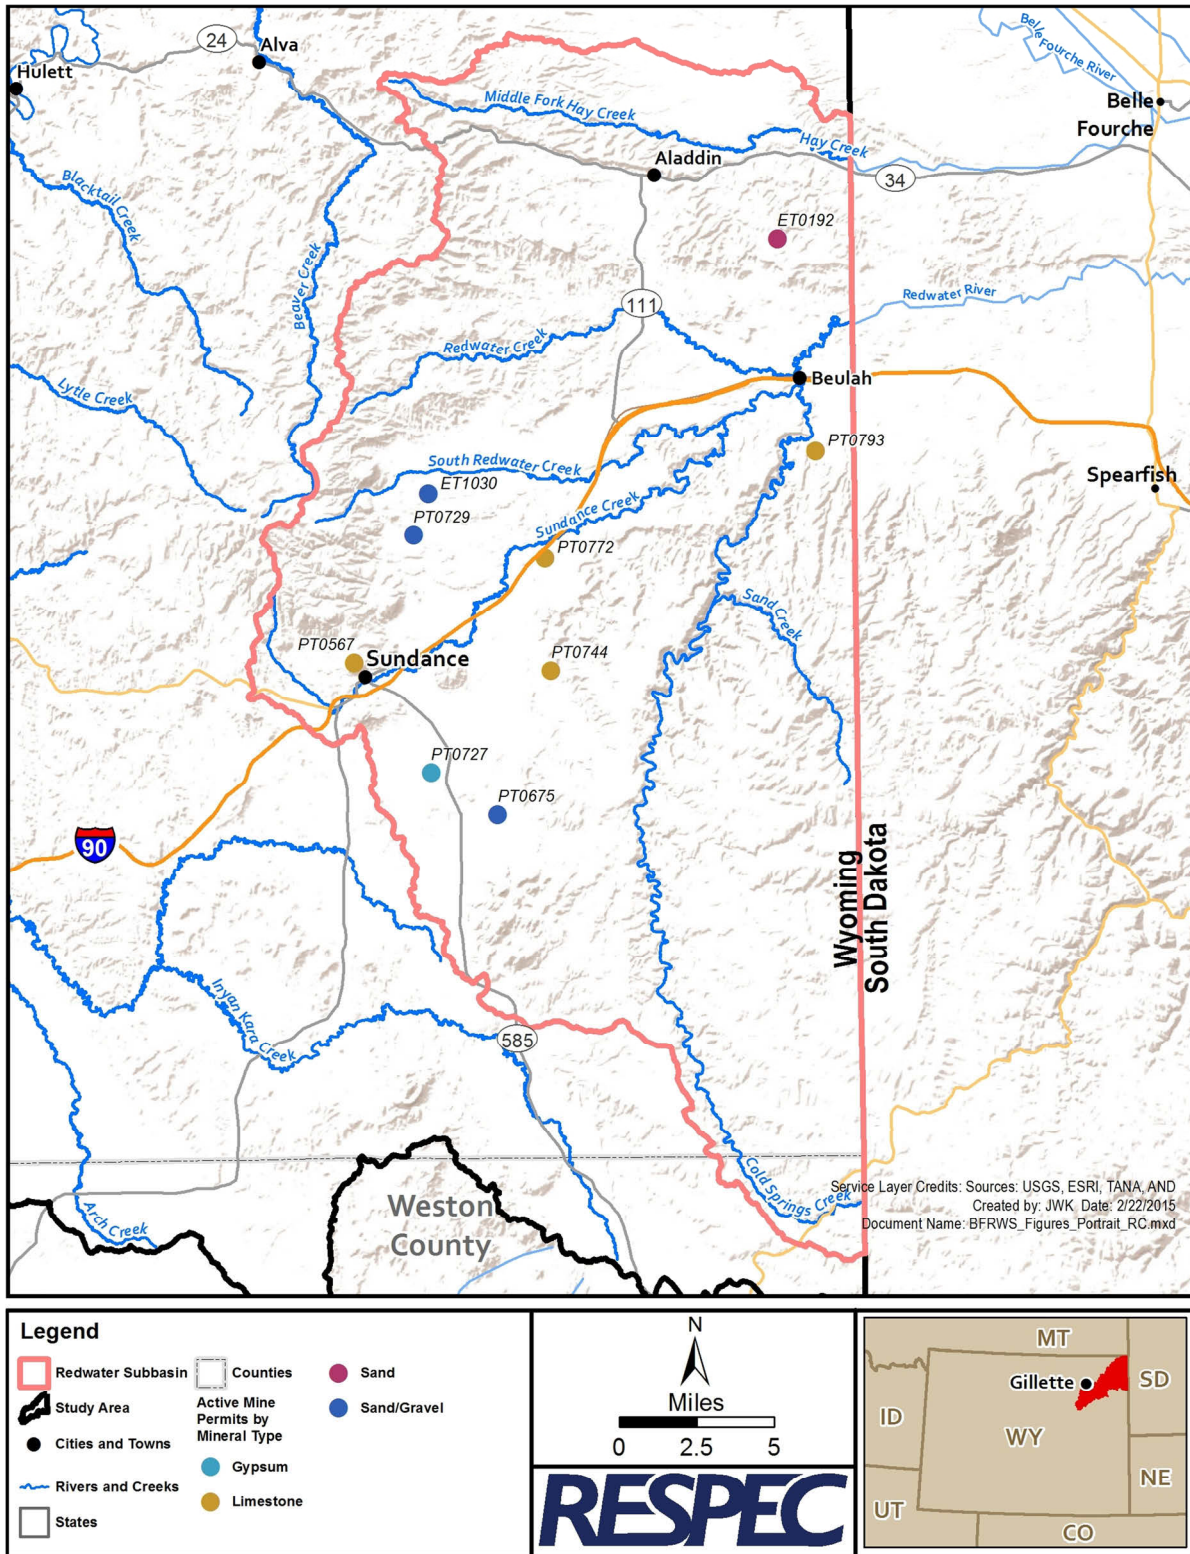 24
Alva
Hulett
Belle Fourche River
Belle
Fourche
Middle Fork Hay Creek
Hay Creek
Aladdin
34
Blacktail Creek
ET0192
Beaver Creek
Redwater River
111
Redwater Creek
Beulah
Lytle Creek
PT0793
South Redwater Creek
Spearfish
ET1030
Sundance Creek
PT0729
PT0772
Sand Creek
PT0567
Sundance
PT0744
PT0727
PT0675
90
Wyoming
South Dakota
Inyan Kara Creek
585
Cold Springs Creek
Weston
County
Arch Creek
Service Layer Credits: Sources: USGS, ESRI, TANA, AND
Created by: JWK Date: 2/22/2015
Document Name: BFRWS_Figures_Portrait_RC.mxd
Legend
Redwater Subbasin
Study Area
Cities and Towns
Rivers and Creeks
States
Counties
Active Mine
Permits by
Mineral Type
Gypsum
Limestone
Sand
Sand/Gravel
N
Miles
0 2.5 5
RESPEC
MT
Gillette
SD
ID
WY
NE
UT
CO